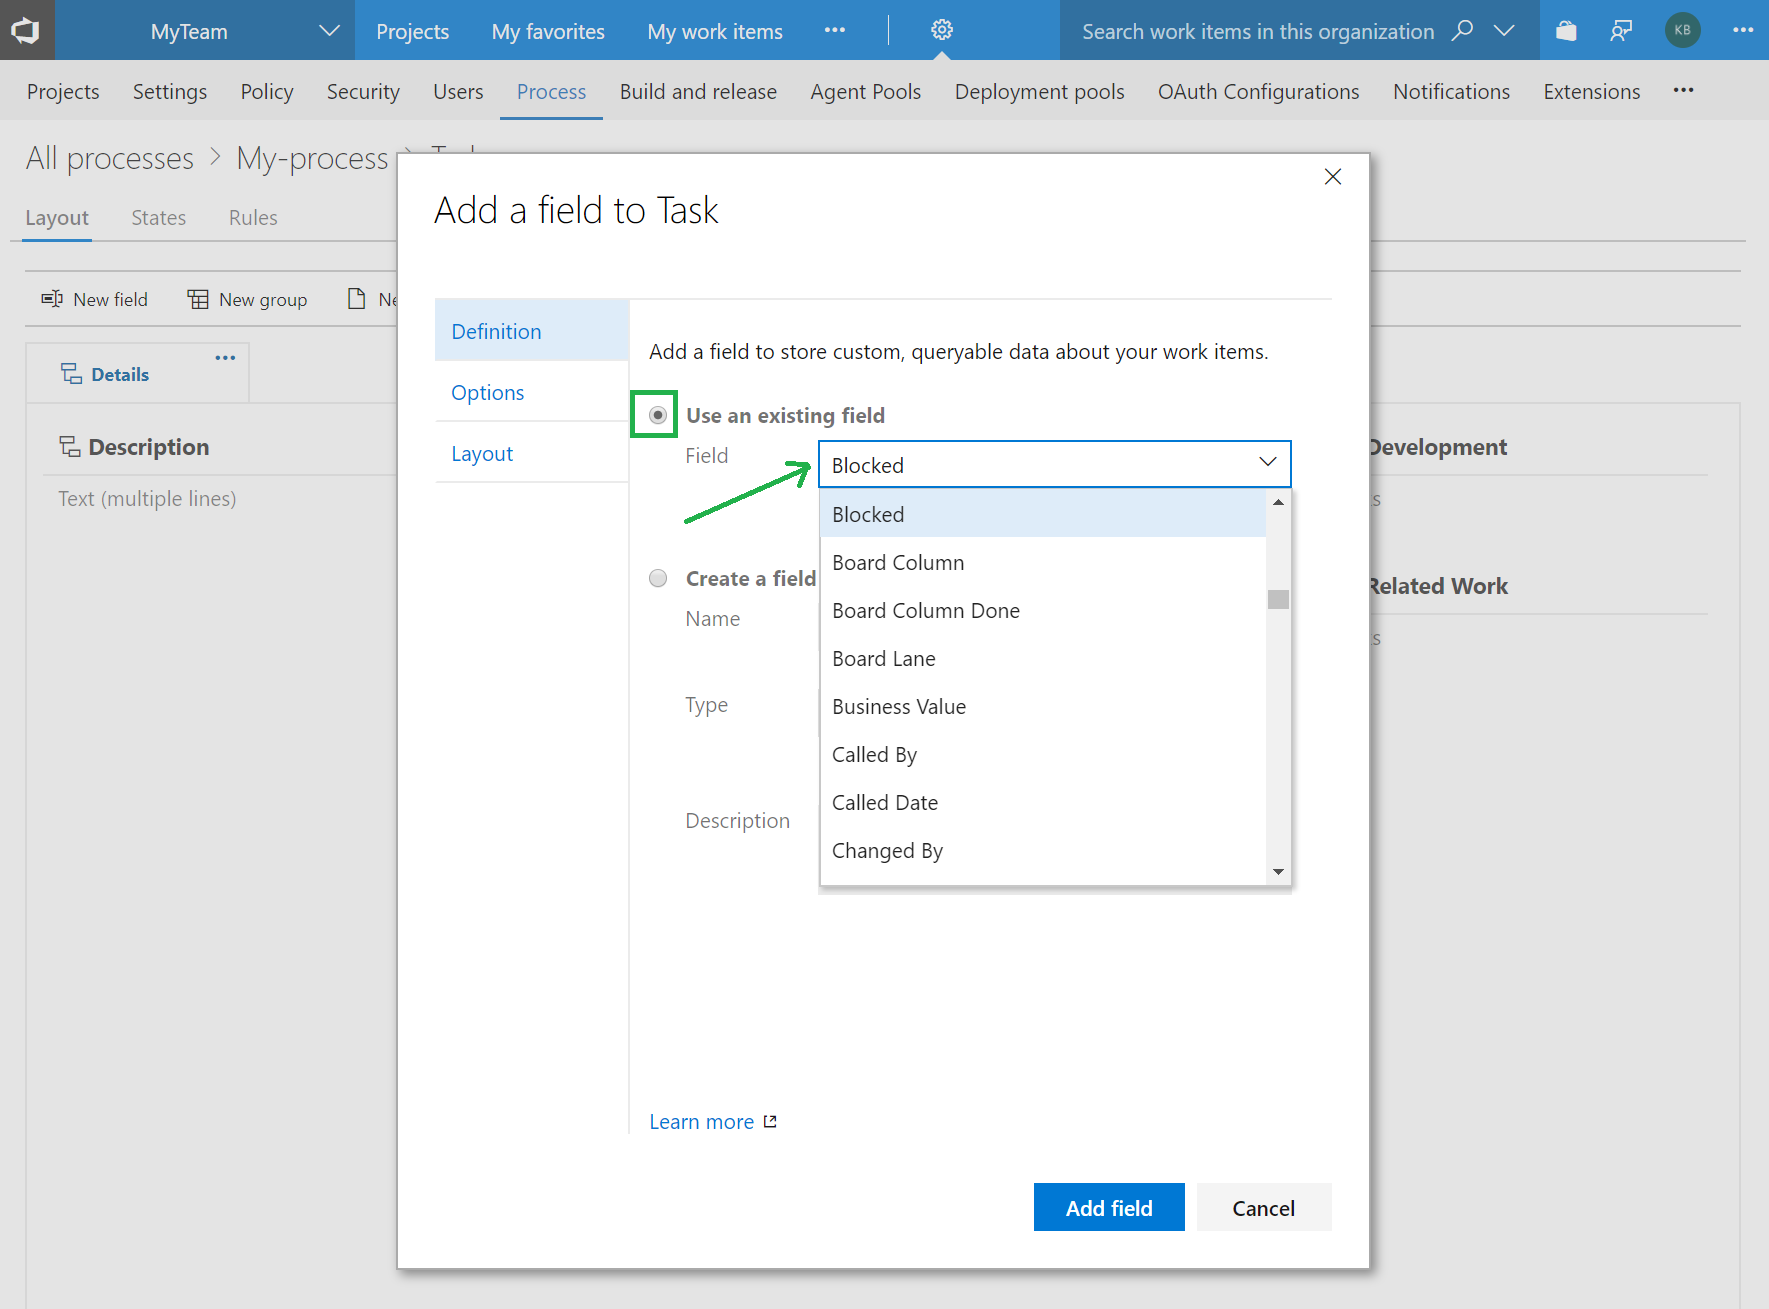 MyTeam Projects My favorites My work items ... Search work items in this organization KB ...
Projects Settings Policy Security Users Process Build and release Agent Pools Deployment pools OAuth Configurations Notifications Extensions ...
All processes > My-process >
Layout States Rules
New field New group
Details ...
Description
Text (multiple lines)
Add a field to Task
Definition
Options
Layout
Add a field to store custom, queryable data about your work items.
Use an existing field
Field
Blocked
Blocked
Board Column
Board Column Done
Board Lane
Business Value
Called By
Called Date
Changed By
Create a field
Name
Type
Description
Learn more
Add field Cancel
Development
Related Work